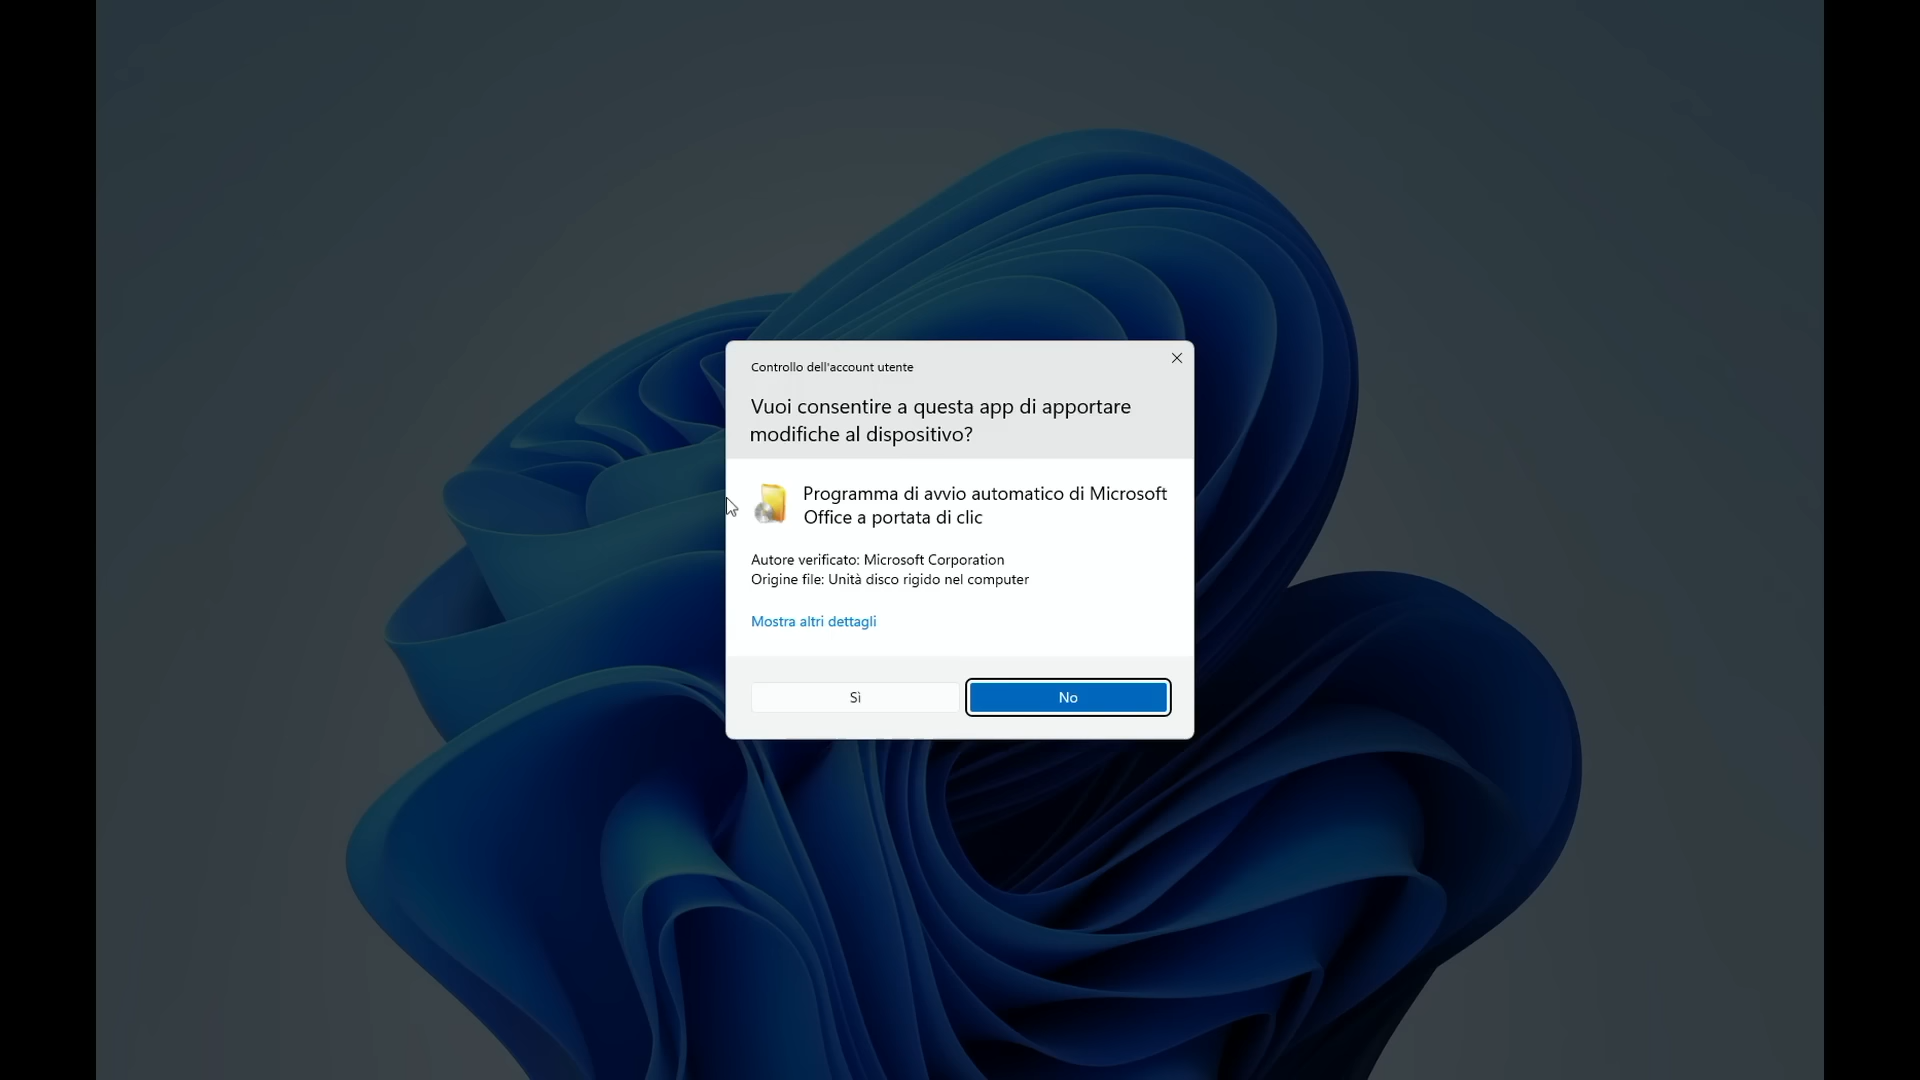 Controllo dell'account utente
Vuoi consentire a questa app di apportare
modifiche al dispositivo?
Programma di avvio automatico di Microsoft
Office a portata di clic
Autore verificato: Microsoft Corporation
Origine file: Unità disco rigido nel computer
Mostra altri dettagli
Sì
No